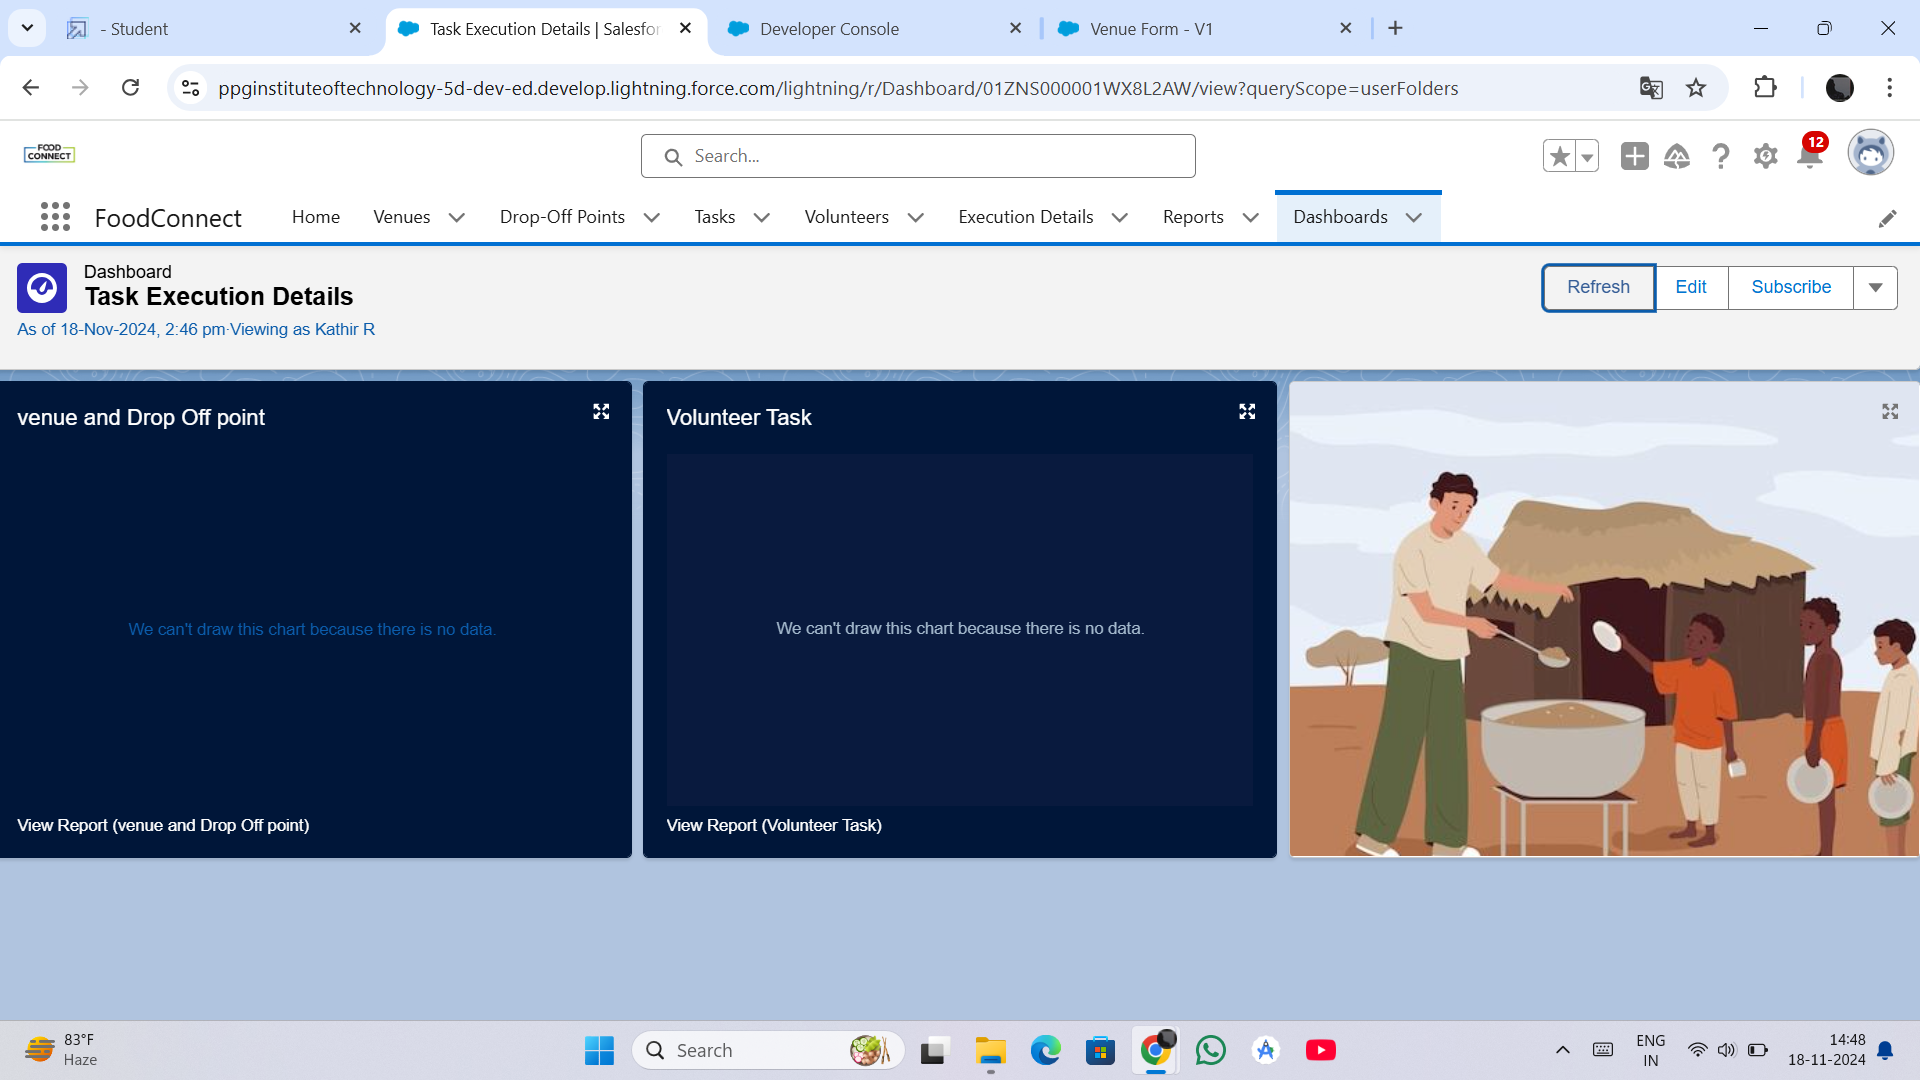 - Student
Task Execution Details | Salesfor
Developer Console
Venue Form - V1
ppginstituteoftechnology-5d-dev-ed.develop.lightning.force.com/lightning/r/Dashboard/01ZNS000001WX8L2AW/view?queryScope=userFolders
FOOD
CONNECT
Search...
12
FoodConnect
Home
Venues
Drop-Off Points
Tasks
Volunteers
Execution Details
Reports
Dashboards
Dashboard
Task Execution Details
As of 18-Nov-2024, 2:46 pm·Viewing as Kathir R
Refresh
Edit
Subscribe
venue and Drop Off point
We can't draw this chart because there is no data.
View Report (venue and Drop Off point)
Volunteer Task
We can't draw this chart because there is no data.
View Report (Volunteer Task)
83°F
Haze
Search
ENG
IN
14:48
18-11-2024